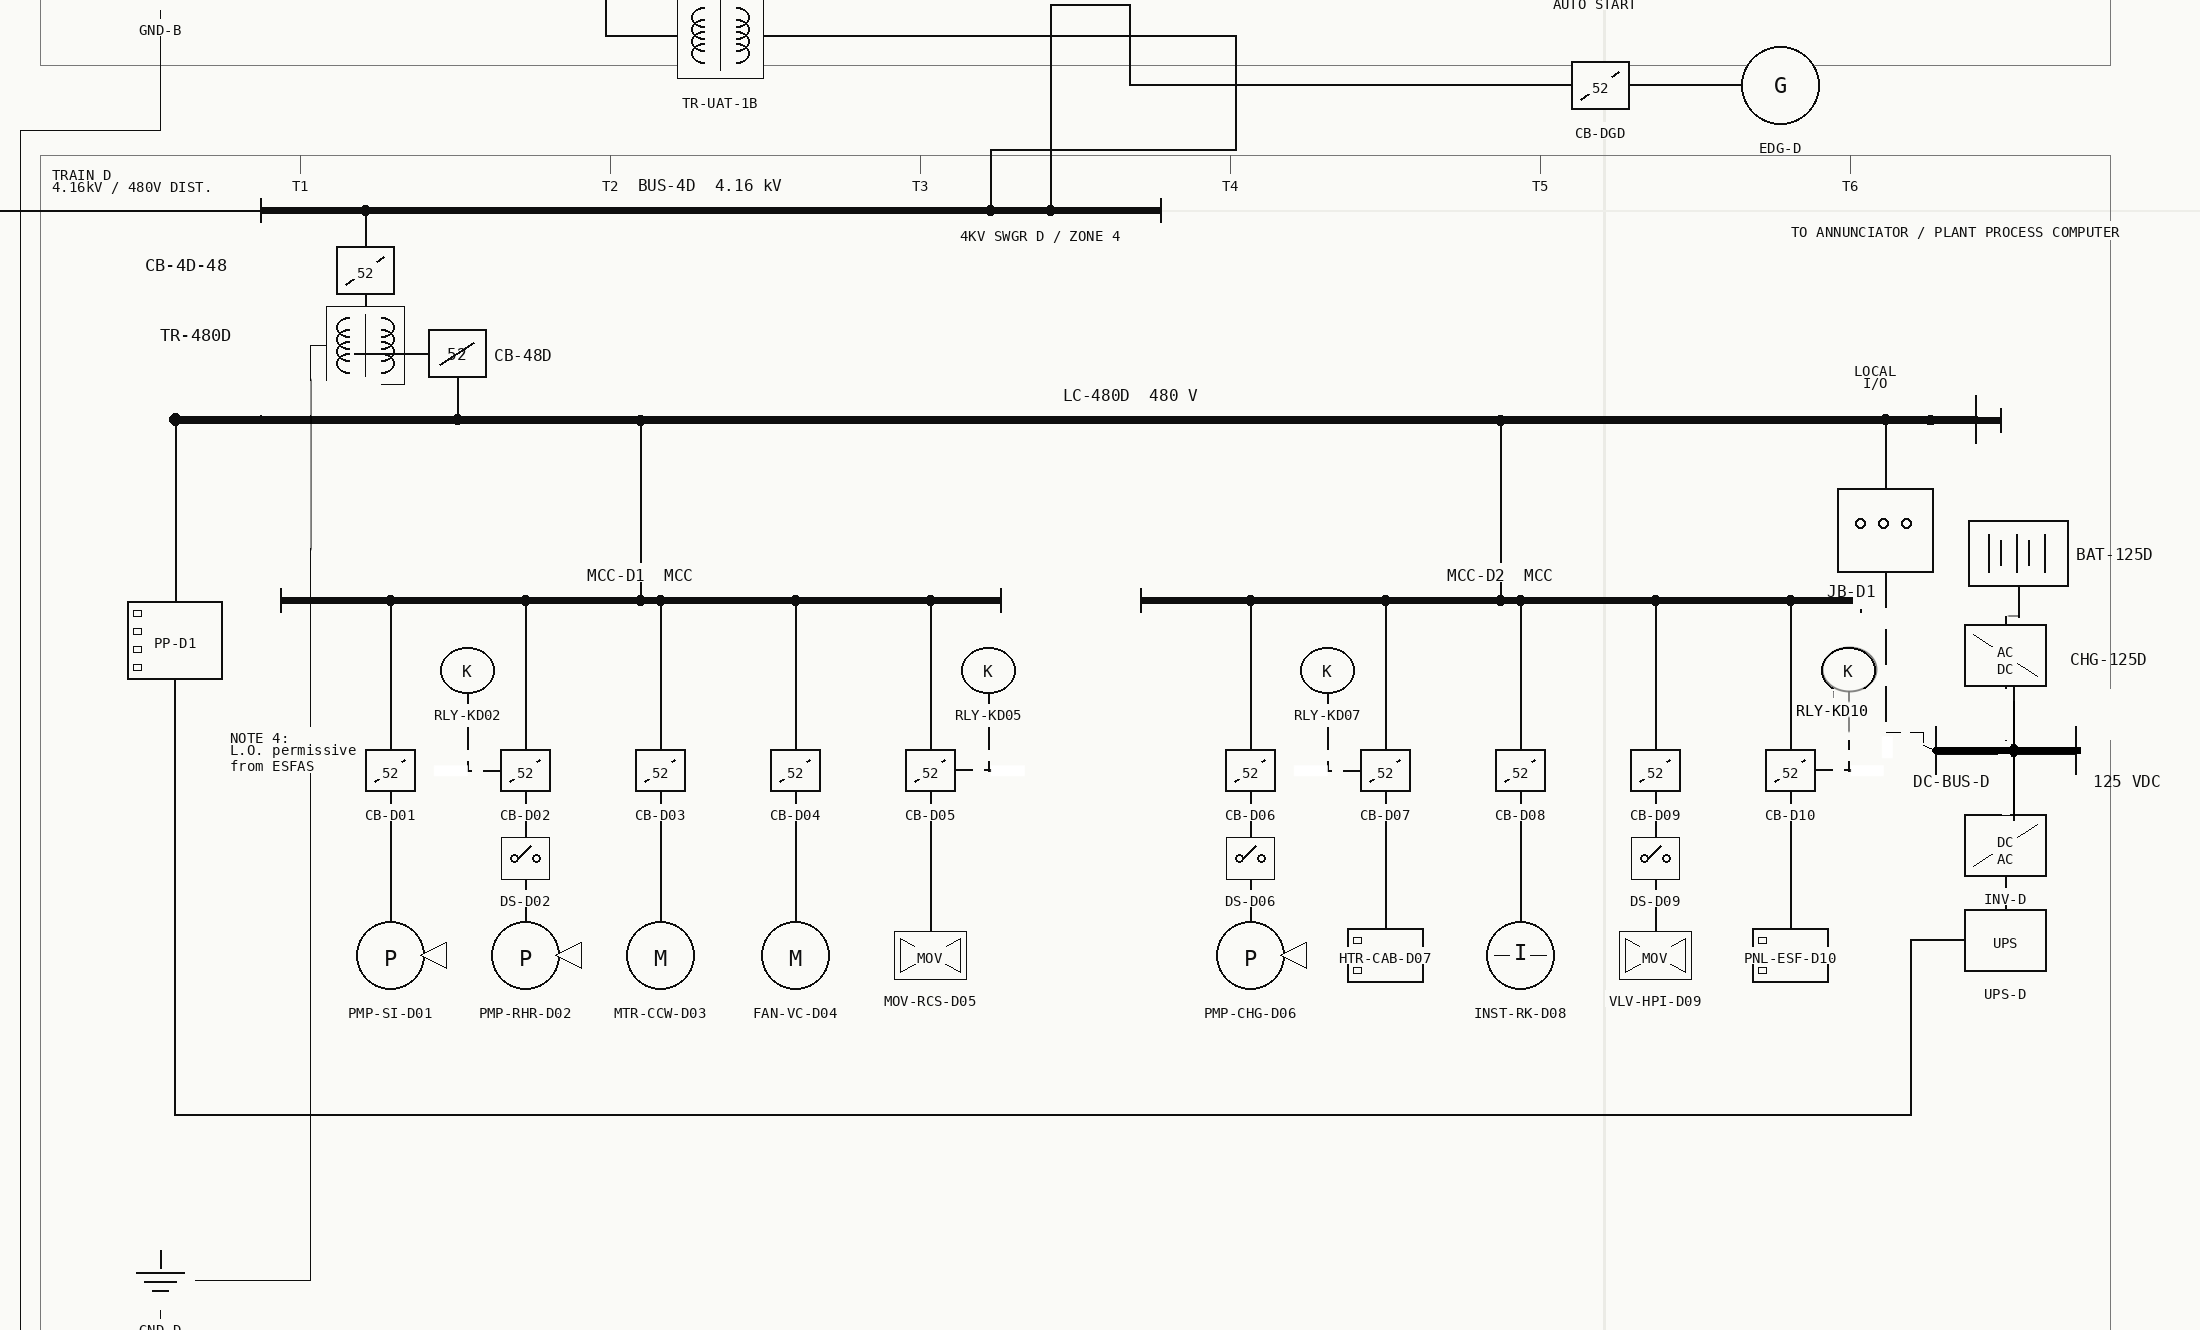 AUTO START
GND-B
52
G
TR-UAT-1B
CB-DGD
EDG-D
TRAIN D
4.16kV / 480V DIST.
T1
T2
BUS-4D 4.16 kV
T3
T4
T5
T6
4KV SWGR D / ZONE 4
TO ANNUNCIATOR / PLANT PROCESS COMPUTER
CB-4D-48
52
TR-480D
52
CB-48D
LOCAL
I/O
LC-480D 480 V
BAT-125D
MCC-D1 MCC
MCC-D2 MCC
JB-D1
PP-D1
AC
DC
CHG-125D
K
K
K
K
RLY-KD02
RLY-KD05
RLY-KD07
RLY-KD10
NOTE 4:
L.O. permissive
from ESFAS
52
52
52
52
52
52
52
52
52
52
DC-BUS-D
125 VDC
CB-D01
CB-D02
CB-D03
CB-D04
CB-D05
CB-D06
CB-D07
CB-D08
CB-D09
CB-D10
DC
AC
DS-D02
DS-D06
DS-D09
INV-D
P
P
M
M
MOV
P
HTR-CAB-D07
I
MOV
PNL-ESF-D10
UPS
UPS-D
PMP-SI-D01
PMP-RHR-D02
MTR-CCW-D03
FAN-VC-D04
MOV-RCS-D05
PMP-CHG-D06
INST-RK-D08
VLV-HPI-D09
GND-D